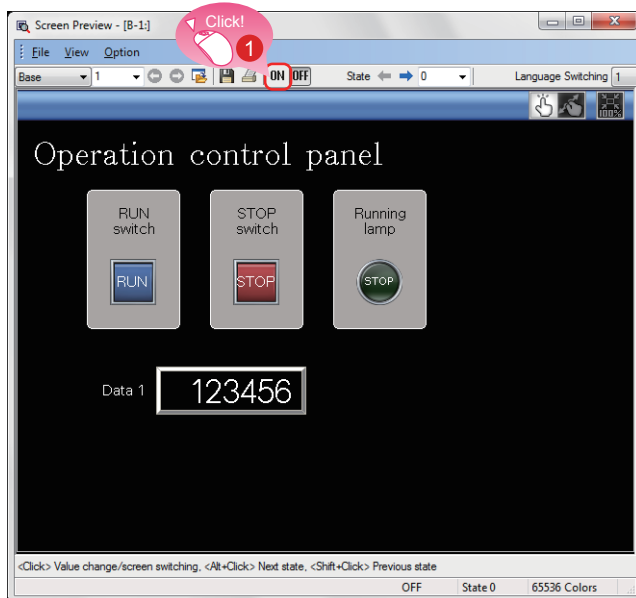 Screen Preview - [B-1:]
Click!
1
File View Option
Base 1 ON OFF State 0 Language Switching 1
100%
Operation control panel
RUN
switch
STOP
switch
Running
lamp
RUN
STOP
STOP
Data 1 123456
<Click> Value change/screen switching, <Alt+Click> Next state, <Shift+Click> Previous state
OFF State 0 65536 Colors